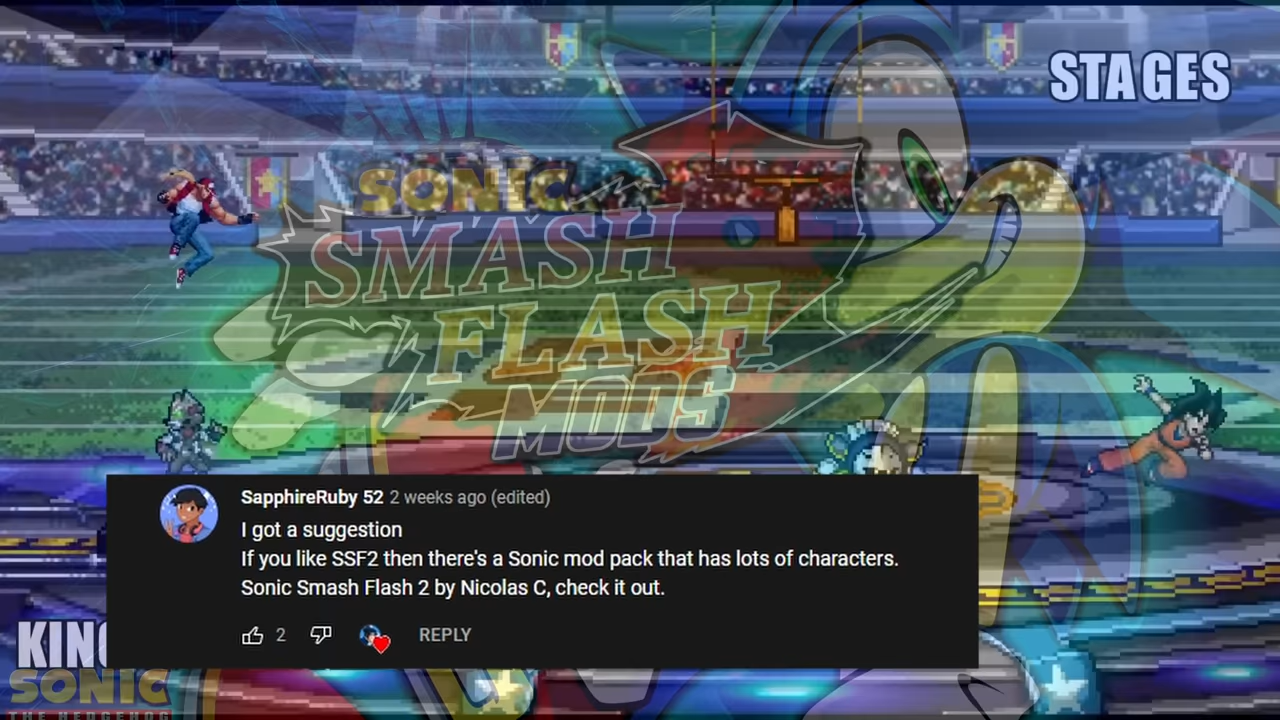 STAGES
SONIC
SMASH
FLASH
MODS
SapphireRuby 52 2 weeks ago (edited)
I got a suggestion
If you like SSF2 then there's a Sonic mod pack that has lots of characters.
Sonic Smash Flash 2 by Nicolas C, check it out.
2 REPLY
SONIC
THE HEDGEHOG